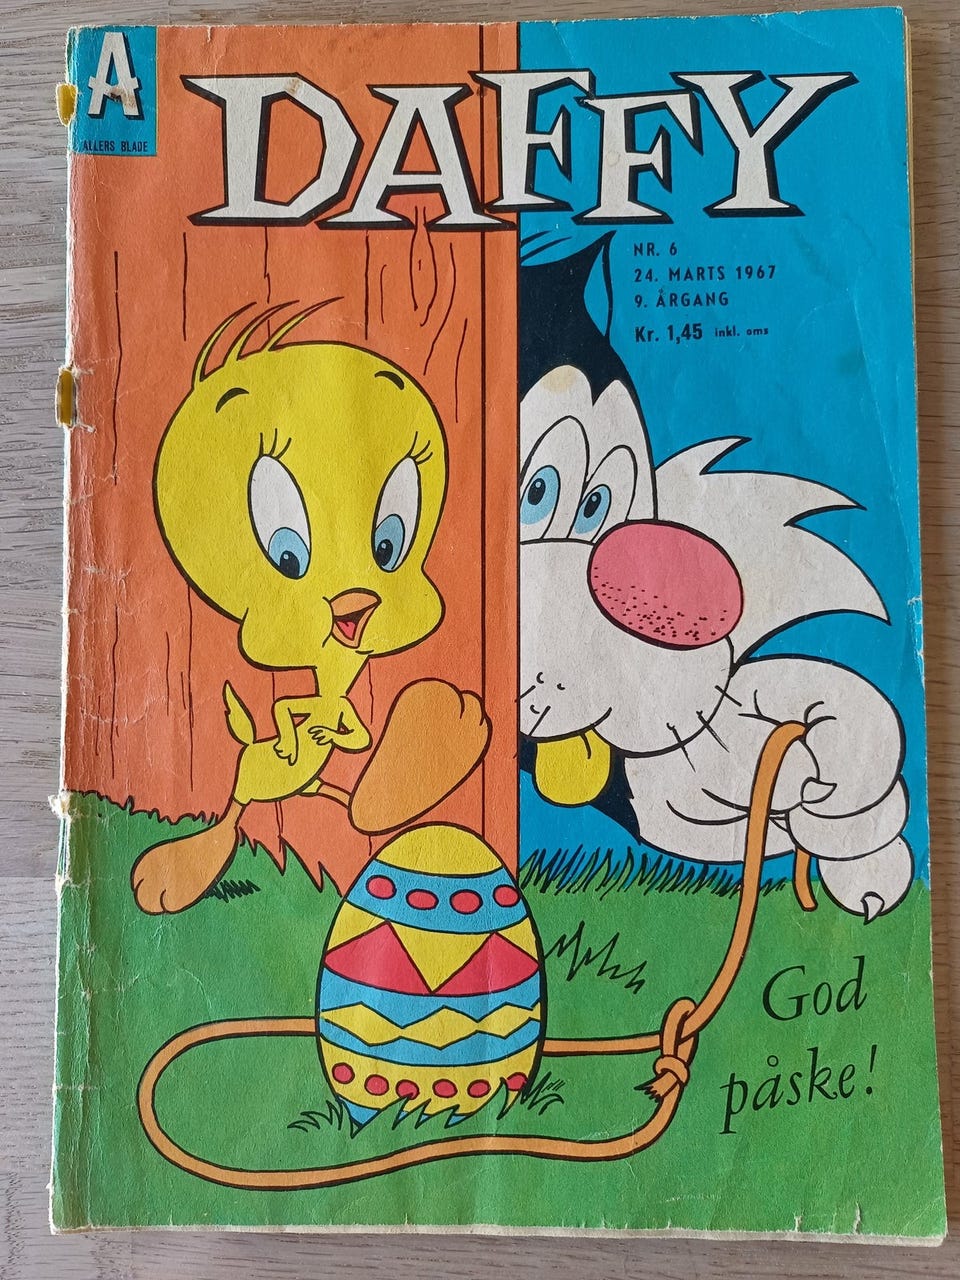 A
ALLERS BLADE
DAFFY
NR. 6
24. MARTS 1967
9. ÅRGANG
Kr. 1,45 inkl. oms
God
påske!